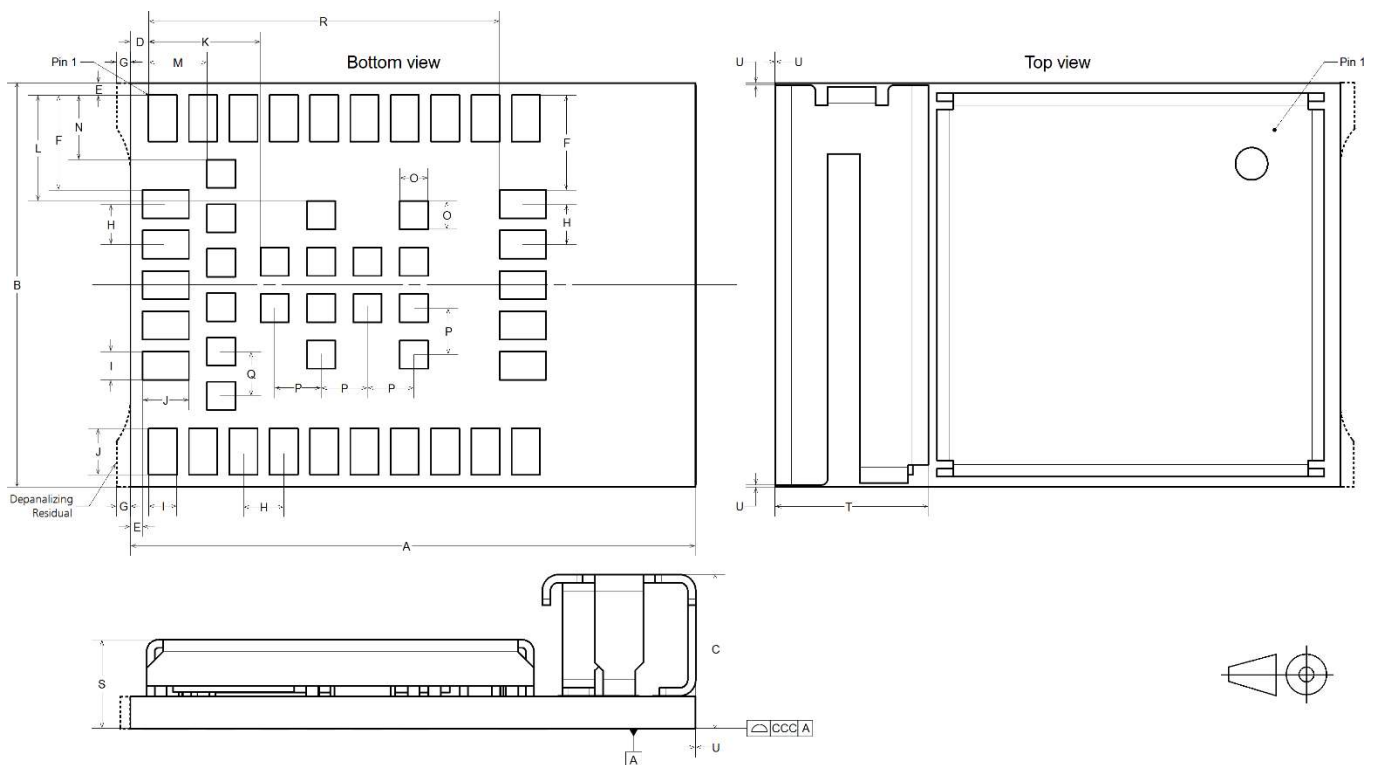 R
D
K
Bottom view
U
U
Top view
Pin 1
G
M
Pin 1
E
N
F
L
F
O
O
H
H
B
P
I
Q
P
P
P
J
J
Depanalizing
Residual
G
I
H
E
A
U
T
S
C
CCC A
A
U